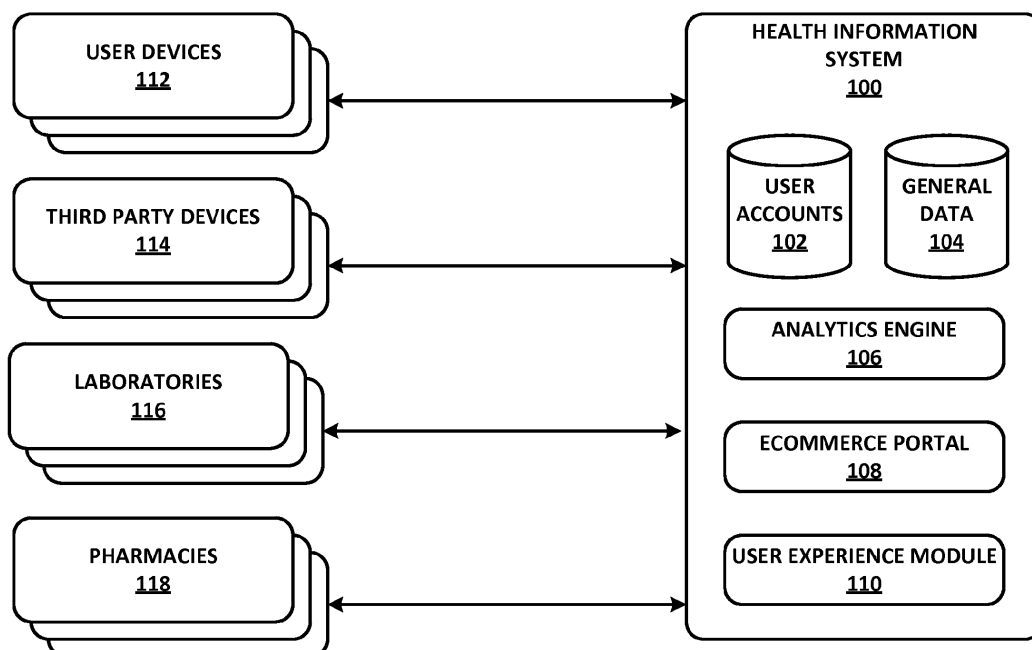 USER DEVICES
112
THIRD PARTY DEVICES
114
LABORATORIES
116
PHARMACIES
118
HEALTH INFORMATION
SYSTEM
100
USER
ACCOUNTS
102
GENERAL
DATA
104
ANALYTICS ENGINE
106
ECOMMERCE PORTAL
108
USER EXPERIENCE MODULE
110